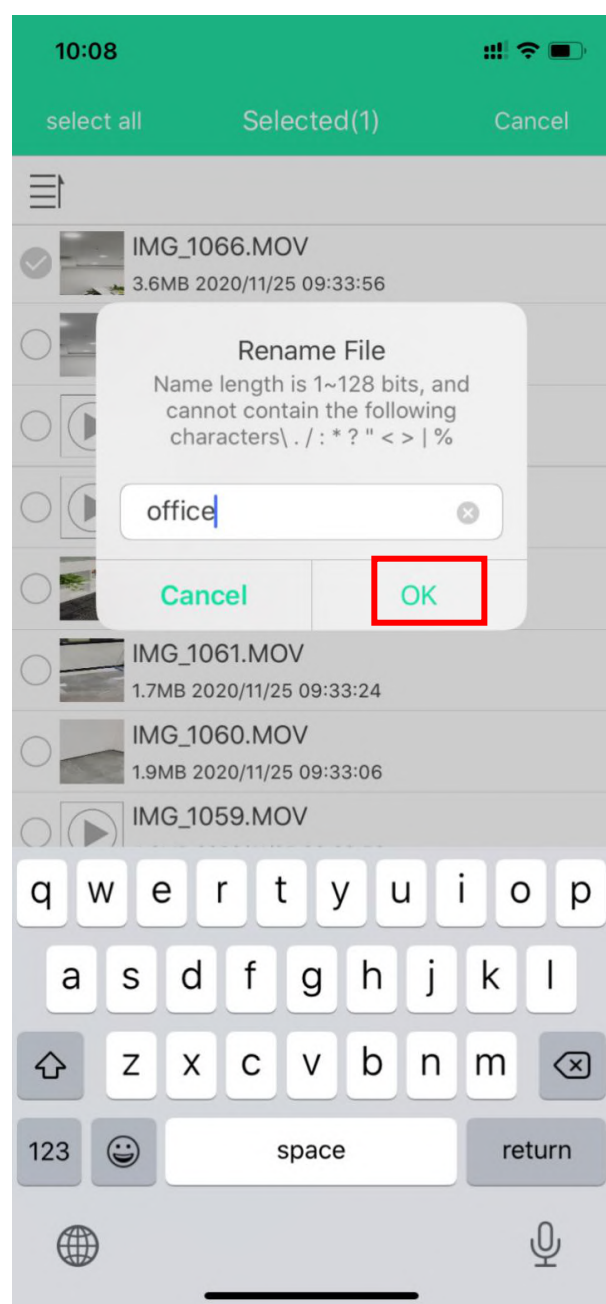 10:08
select all Selected(1) Cancel
IMG_1066.MOV
3.6MB 2020/11/25 09:33:56
Rename File
Name length is 1~128 bits, and
cannot contain the following
characters\ . / : * ? " < > | %
office
Cancel OK
IMG_1061.MOV
1.7MB 2020/11/25 09:33:24
IMG_1060.MOV
1.9MB 2020/11/25 09:33:06
IMG_1059.MOV
q w e r t y u i o p
a s d f g h j k l
z x c v b n m
123 space return